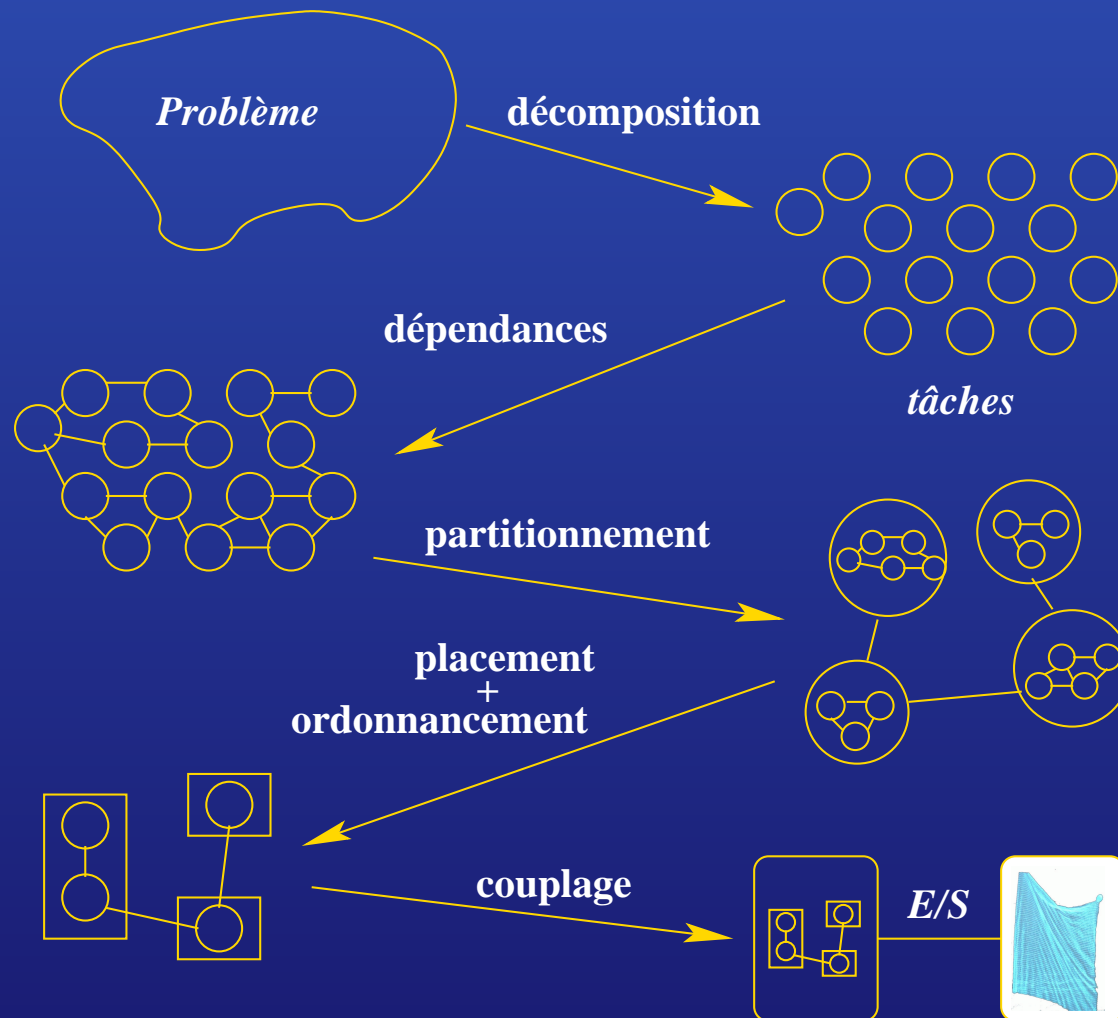 Problème
décomposition
dépendances
tâches
partitionnement
placement
+
ordonnancement
couplage
E/S